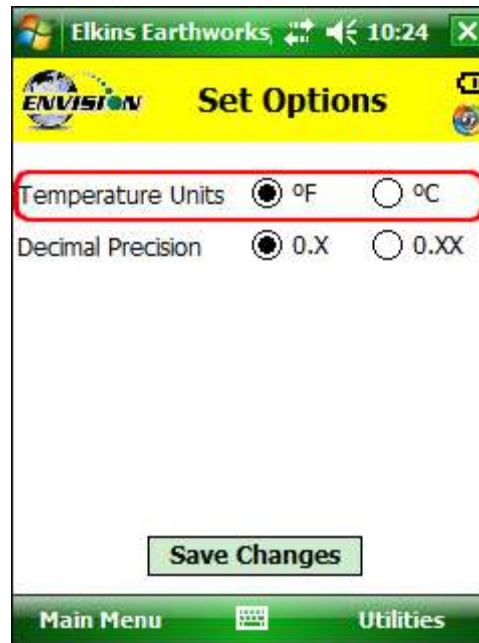 Elkins Earthworks, 10:24
ENVISION Set Options
Temperature Units ºF ºC
Decimal Precision 0.X 0.XX
Save Changes
Main Menu Utilities